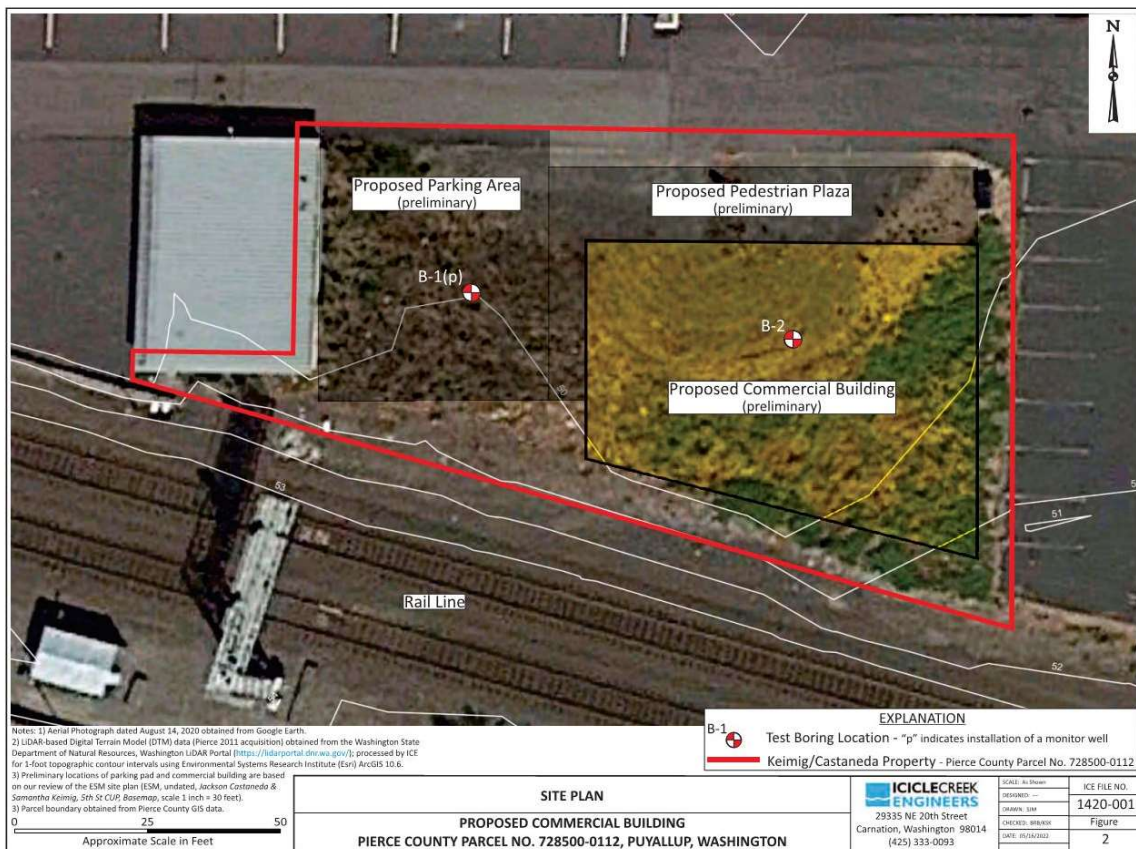 N
Proposed Parking Area
(preliminary)
Proposed Pedestrian Plaza
(preliminary)
B-1(p)
B-2
Proposed Commercial Building
(preliminary)
53
51
Rail Line
52
Notes: 1) Aerial Photograph dated August 14, 2020 obtained from Google Earth.
2) LiDAR-based Digital Terrain Model (DTM) data (Pierce 2011 acquisition) obtained from the Washington State
Department of Natural Resources, Washington LiDAR Portal (https://lidarportal.dnr.wa.gov/); processed by ICE
for 1-foot topographic contour intervals using Environmental Systems Research Institute (Esri) ArcGIS 10.6.
3) Preliminary locations of parking pad and commercial building are based
on our review of the ESM site plan (ESM, undated, Jackson Castaneda &
Samantha Keimig, 5th St CUP, Basemap, scale 1 inch = 30 feet).
3) Parcel boundary obtained from Pierce County GIS data.
0 25 50
Approximate Scale in Feet
EXPLANATION
B-1 Test Boring Location - "p" indicates installation of a monitor well
Keimig/Castaneda Property - Pierce County Parcel No. 728500-0112
SITE PLAN
PROPOSED COMMERCIAL BUILDING
PIERCE COUNTY PARCEL NO. 728500-0112, PUYALLUP, WASHINGTON
ICICLECREEK
ENGINEERS
29335 NE 20th Street
Carnation, Washington 98014
(425) 333-0093
SCALE: As Shown
DESIGNED: ---
DRAWN: SJM
CHECKED: BRB/KSK
DATE: 05/16/2022
ICE FILE NO.
1420-001
Figure
2